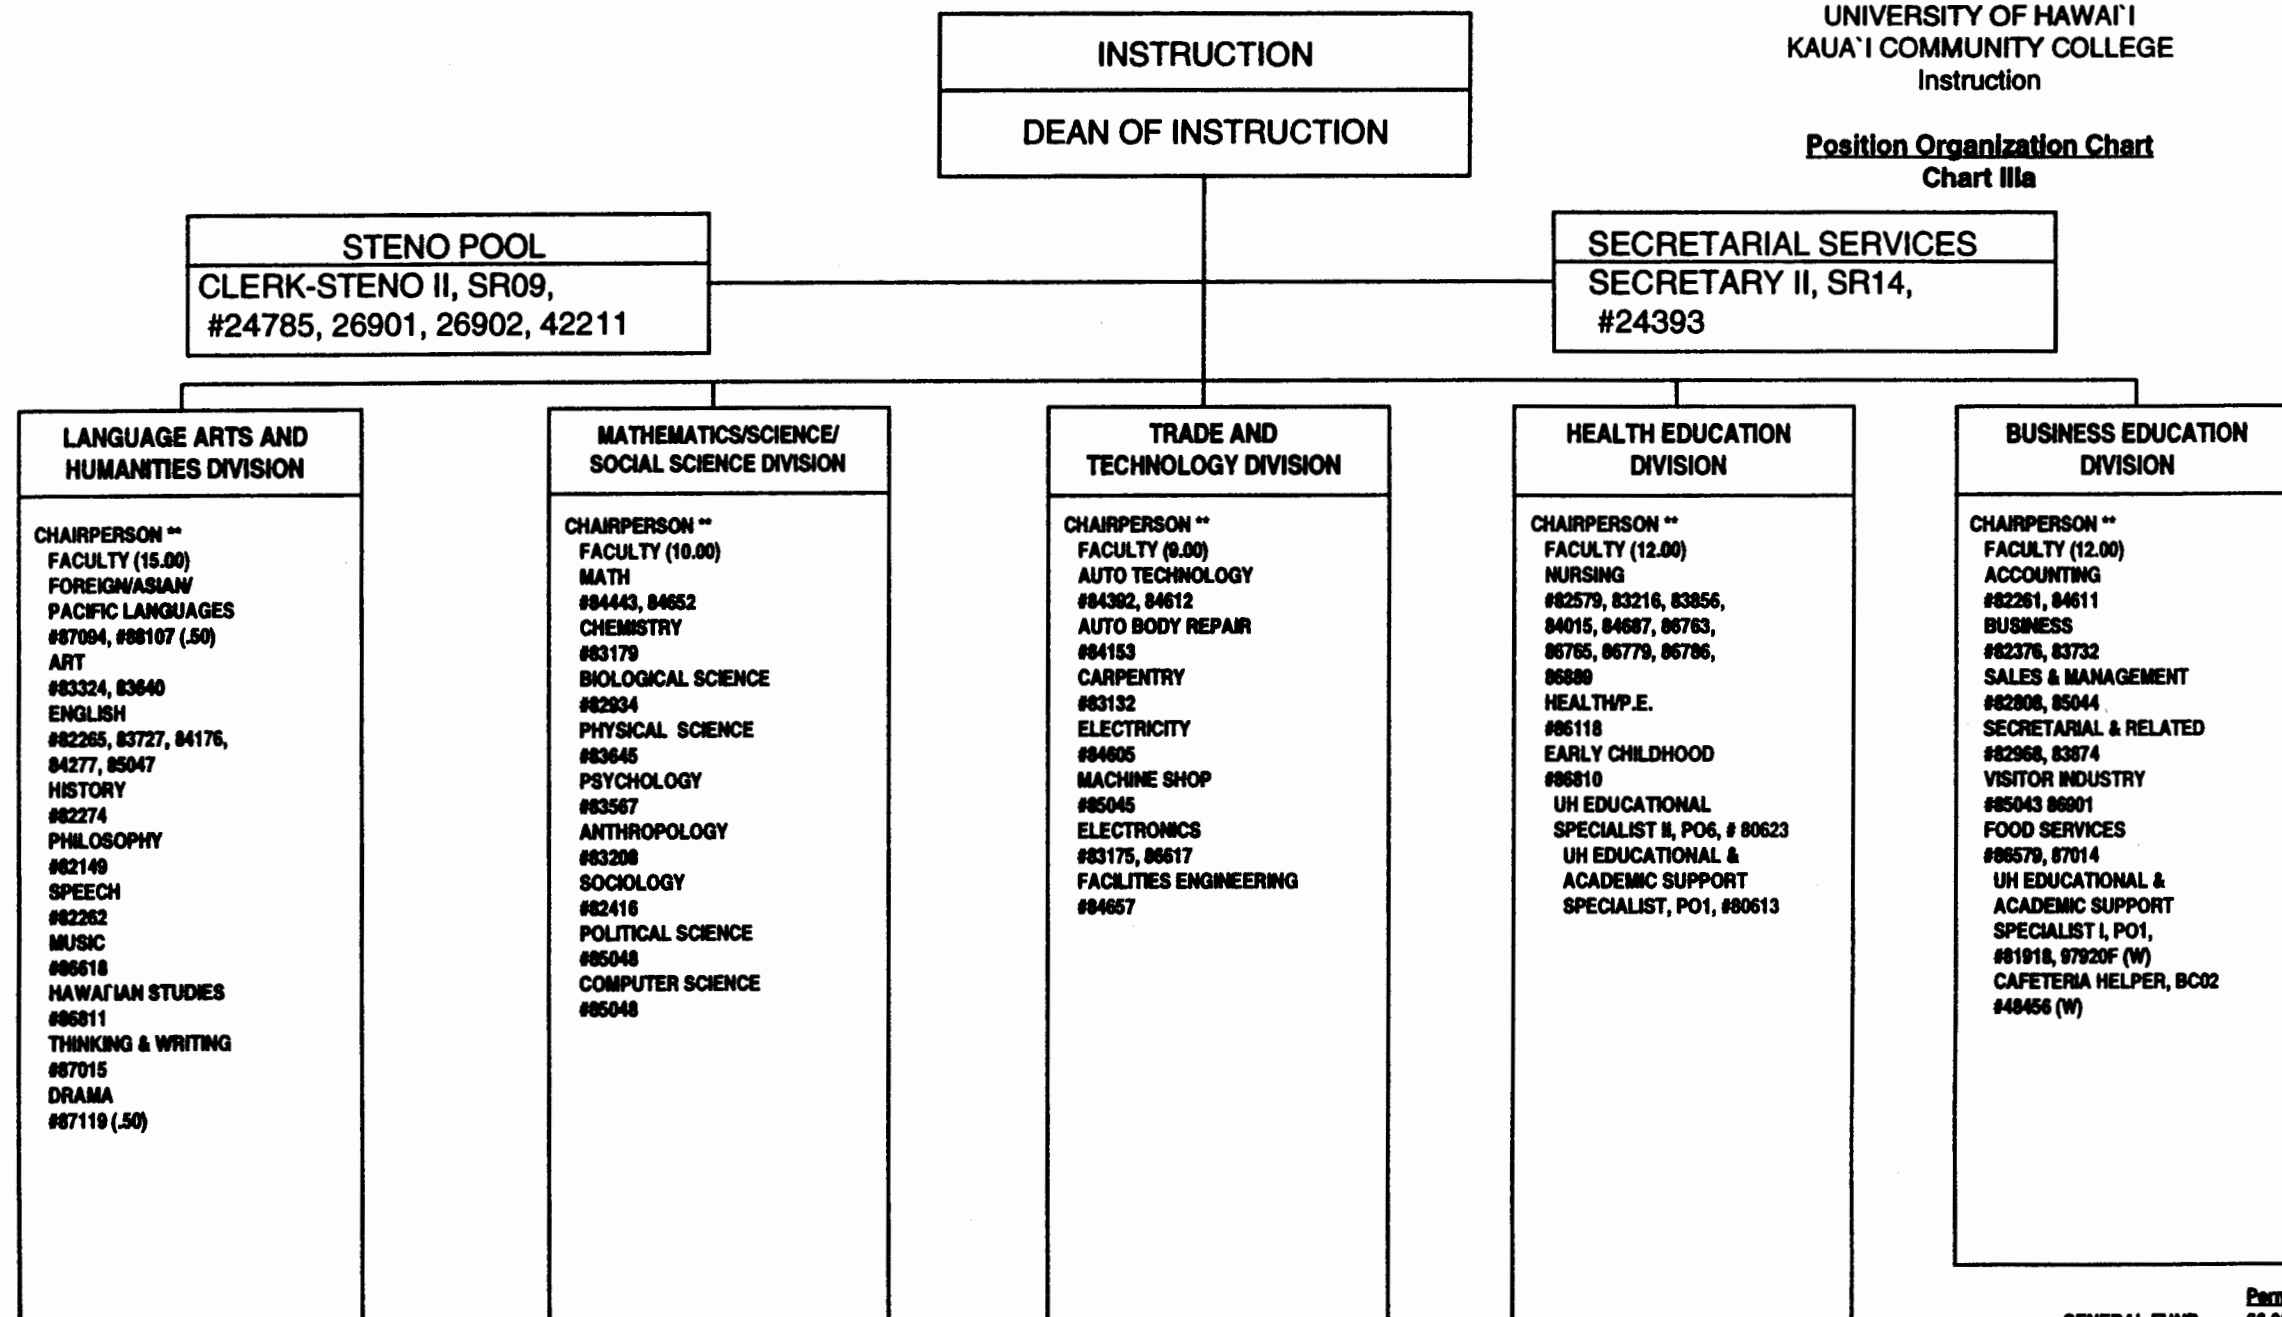 UNIVERSITY OF HAWAI`I
KAUA`I COMMUNITY COLLEGE
Instruction
Position Organization Chart
Chart IIIa
INSTRUCTION
DEAN OF INSTRUCTION
STENO POOL
CLERK-STENO II, SR09,
#24785, 26901, 26902, 42211
SECRETARIAL SERVICES
SECRETARY II, SR14,
#24393
LANGUAGE ARTS AND
HUMANITIES DIVISION
CHAIRPERSON **
FACULTY (15.00)
FOREIGN/ASIAN/
PACIFIC LANGUAGES
#87094, #88107 (.50)
ART
#83324, 83640
ENGLISH
#82265, 83727, 84176,
84277, 85047
HISTORY
#82274
PHILOSOPHY
#82149
SPEECH
#82262
MUSIC
#86618
HAWAI`IAN STUDIES
#86811
THINKING & WRITING
#87015
DRAMA
#87119 (.50)
MATHEMATICS/SCIENCE/
SOCIAL SCIENCE DIVISION
CHAIRPERSON **
FACULTY (10.00)
MATH
#84443, 84652
CHEMISTRY
#83179
BIOLOGICAL SCIENCE
#82934
PHYSICAL SCIENCE
#83645
PSYCHOLOGY
#83567
ANTHROPOLOGY
#83208
SOCIOLOGY
#82416
POLITICAL SCIENCE
#85048
COMPUTER SCIENCE
#85048
TRADE AND
TECHNOLOGY DIVISION
CHAIRPERSON **
FACULTY (9.00)
AUTO TECHNOLOGY
#84392, 84612
AUTO BODY REPAIR
#84153
CARPENTRY
#83132
ELECTRICITY
#84605
MACHINE SHOP
#85045
ELECTRONICS
#83175, 86617
FACILITIES ENGINEERING
#84657
HEALTH EDUCATION
DIVISION
CHAIRPERSON **
FACULTY (12.00)
NURSING
#82579, 83216, 83856,
84015, 84687, 86763,
86765, 86779, 86786,
86889
HEALTH/P.E.
#86118
EARLY CHILDHOOD
#86810
UH EDUCATIONAL
SPECIALIST II, PO6, # 80623
UH EDUCATIONAL &
ACADEMIC SUPPORT
SPECIALIST, PO1, #80613
BUSINESS EDUCATION
DIVISION
CHAIRPERSON **
FACULTY (12.00)
ACCOUNTING
#82261, 84611
BUSINESS
#82376, 83732
SALES & MANAGEMENT
#82808, 85044
SECRETARIAL & RELATED
#82968, 83874
VISITOR INDUSTRY
#85043 86901
FOOD SERVICES
#86579, 87014
UH EDUCATIONAL &
ACADEMIC SUPPORT
SPECIALIST I, PO1,
#81918, 97920F (W)
CAFETERIA HELPER, BC02
#48456 (W)